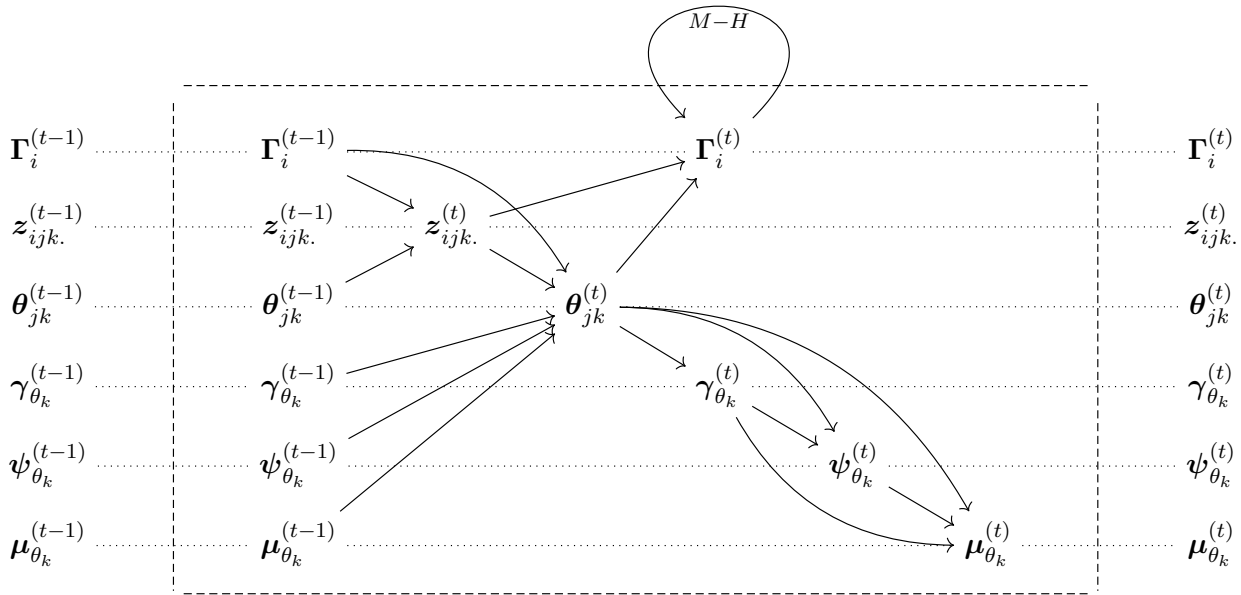 M−H
Γ_i^{(t−1)} Γ_i^{(t−1)} Γ_i^{(t)} Γ_i^{(t)}
z_{ijk.}^{(t−1)} z_{ijk.}^{(t−1)} z_{ijk.}^{(t)} z_{ijk.}^{(t)}
θ_{jk}^{(t−1)} θ_{jk}^{(t−1)} θ_{jk}^{(t)} θ_{jk}^{(t)}
γ_{θ_k}^{(t−1)} γ_{θ_k}^{(t−1)} γ_{θ_k}^{(t)} γ_{θ_k}^{(t)}
ψ_{θ_k}^{(t−1)} ψ_{θ_k}^{(t−1)} ψ_{θ_k}^{(t)} ψ_{θ_k}^{(t)}
μ_{θ_k}^{(t−1)} μ_{θ_k}^{(t−1)} μ_{θ_k}^{(t)} μ_{θ_k}^{(t)}